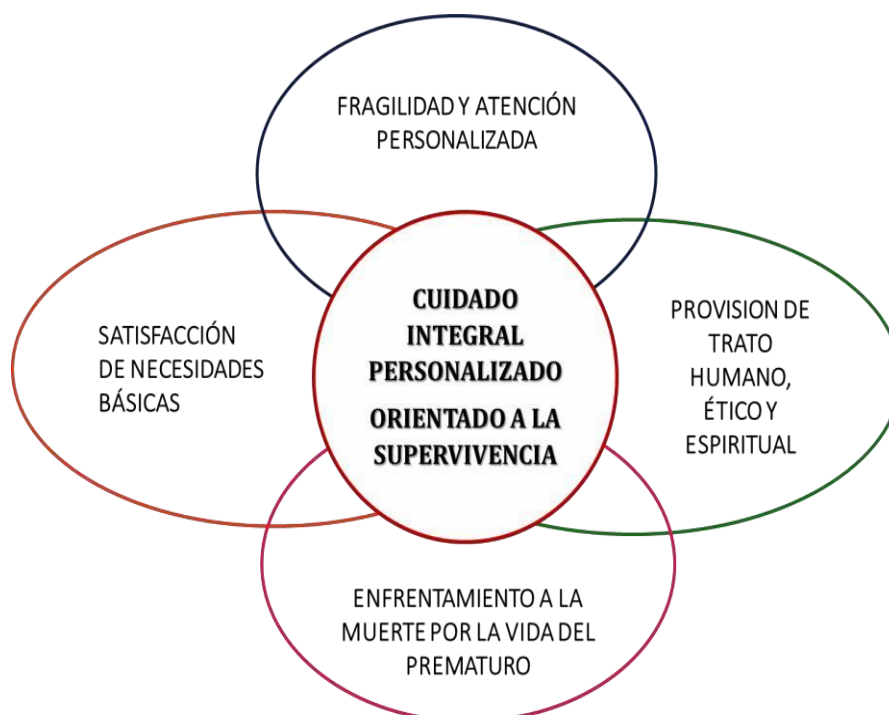 FRAGILIDAD Y ATENCIÓN
PERSONALIZADA
SATISFACCIÓN
DE NECESIDADES
BÁSICAS
CUIDADO
INTEGRAL
PERSONALIZADO
ORIENTADO A LA
SUPERVIVENCIA
PROVISION DE
TRATO
HUMANO,
ÉTICO Y
ESPIRITUAL
ENFRENTAMIENTO A LA
MUERTE POR LA VIDA DEL
PREMATURO